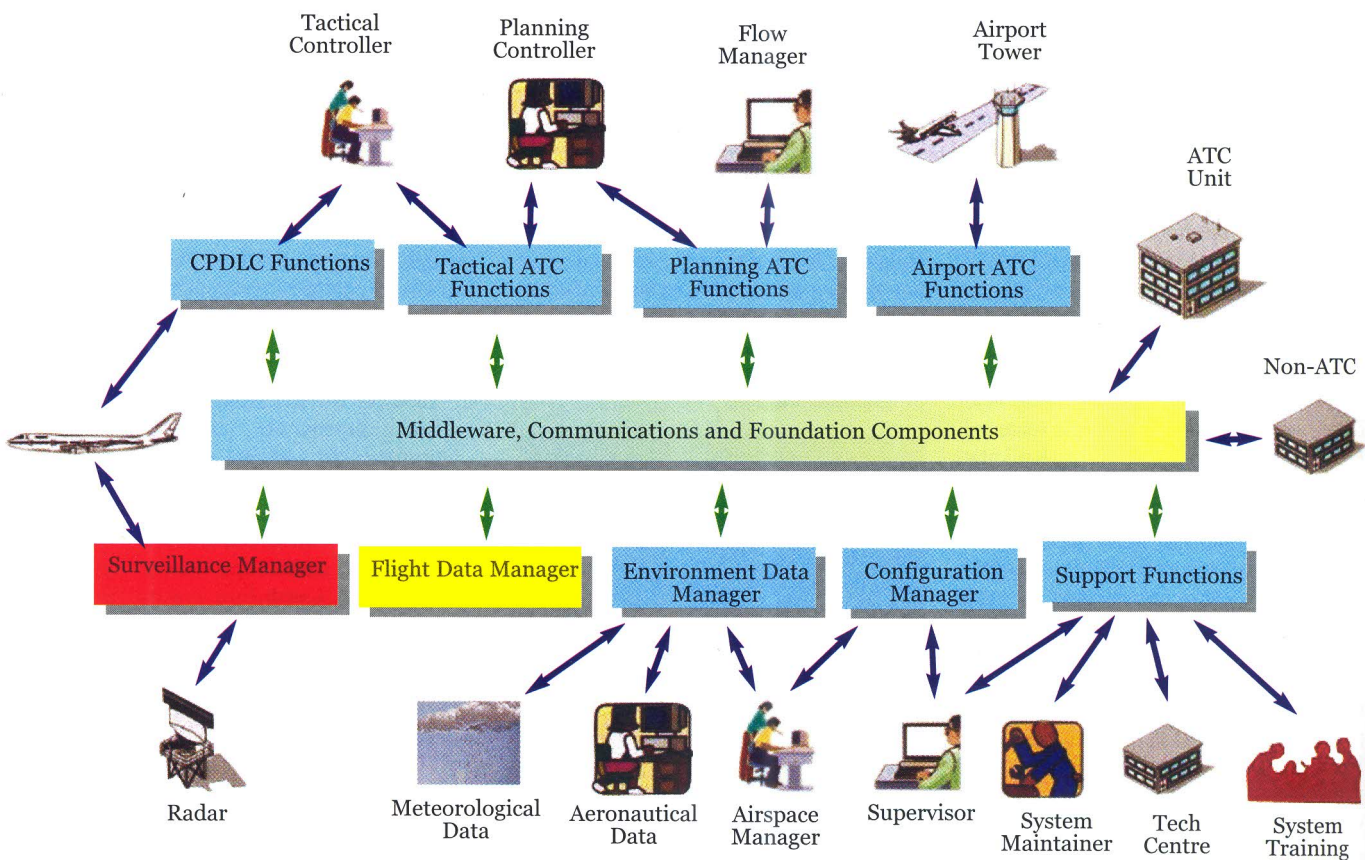 Tactical
Controller
Planning
Controller
Flow
Manager
Airport
Tower
ATC
Unit
CPDLC Functions
Tactical ATC
Functions
Planning ATC
Functions
Airport ATC
Functions
Non-ATC
Middleware, Communications and Foundation Components
Surveillance Manager
Flight Data Manager
Environment Data
Manager
Configuration
Manager
Support Functions
Radar
Meteorological
Data
Aeronautical
Data
Airspace
Manager
Supervisor
System
Maintainer
Tech
Centre
System
Training